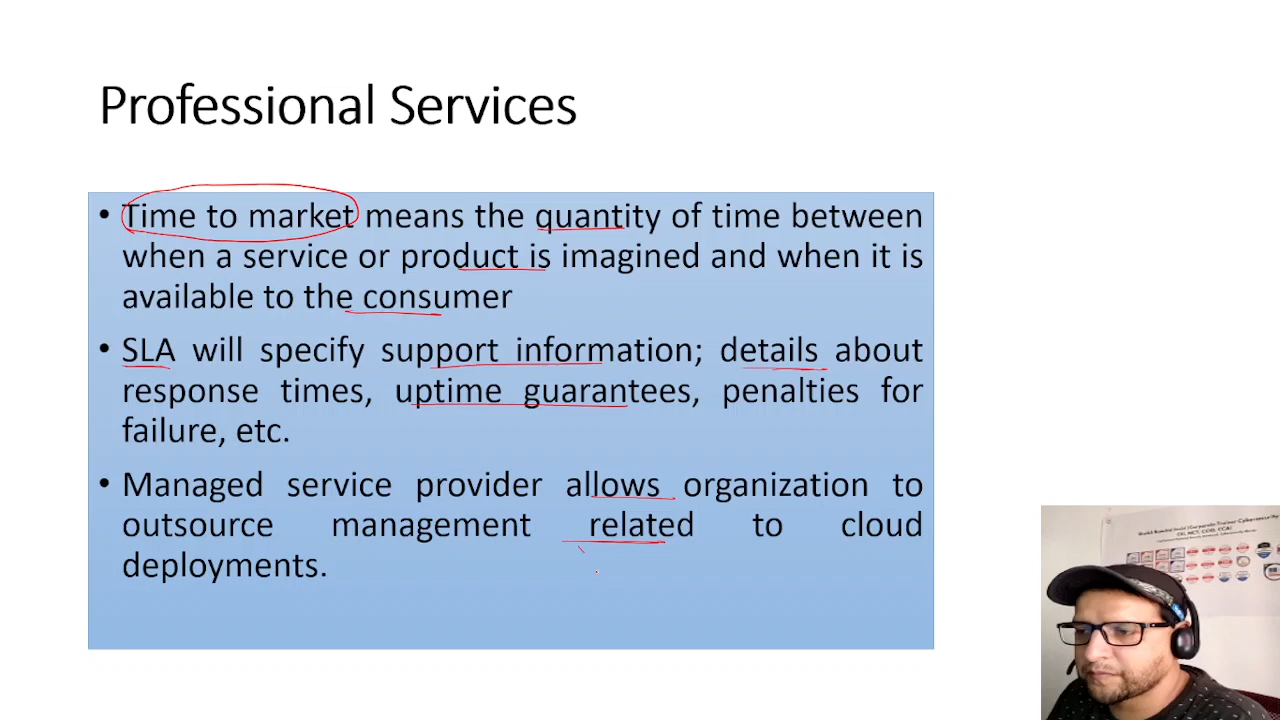 Professional Services
• Time to market means the quantity of time between
when a service or product is imagined and when it is
available to the consumer
• SLA will specify support information; details about
response times, uptime guarantees, penalties for
failure, etc.
• Managed service provider allows organization to
outsource management related to cloud
deployments.